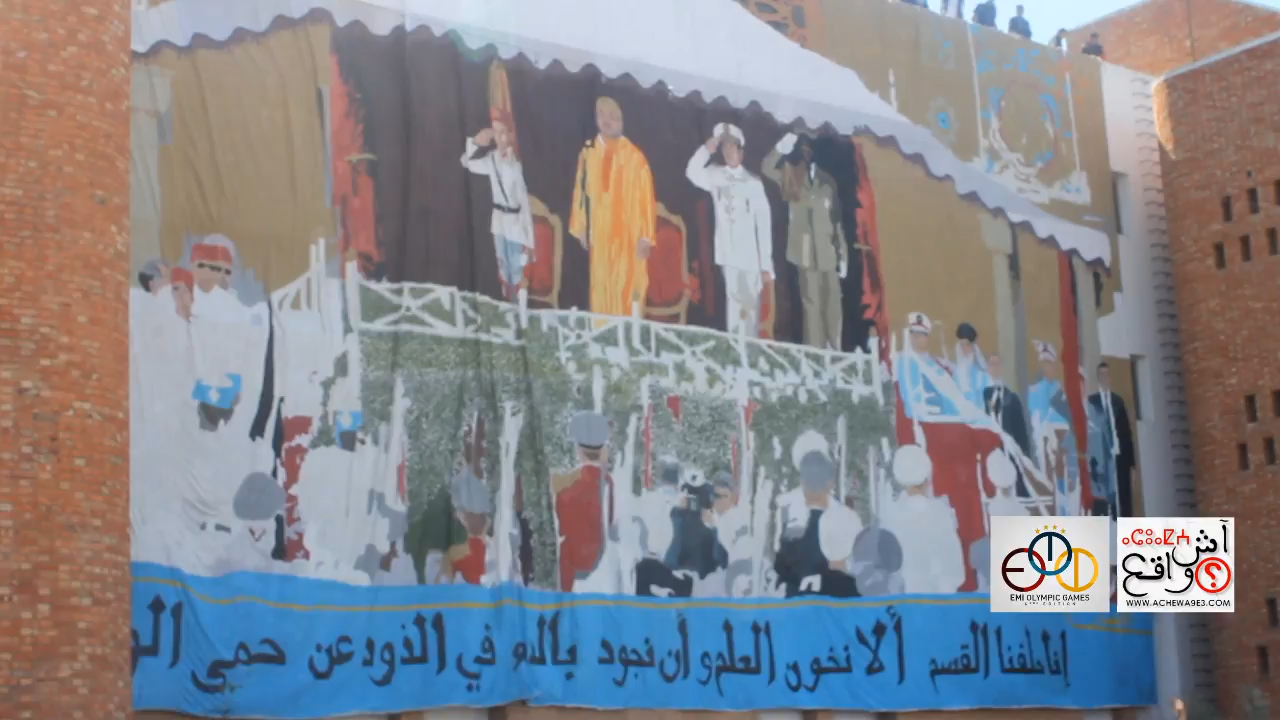 إنا حلفنا القسم ألا نخون العلم وأن نجود بالدم في الذود عن حمى
EMI OLYMPIC GAMES
آش
واقع
WWW.ACHEWA9E3.COM